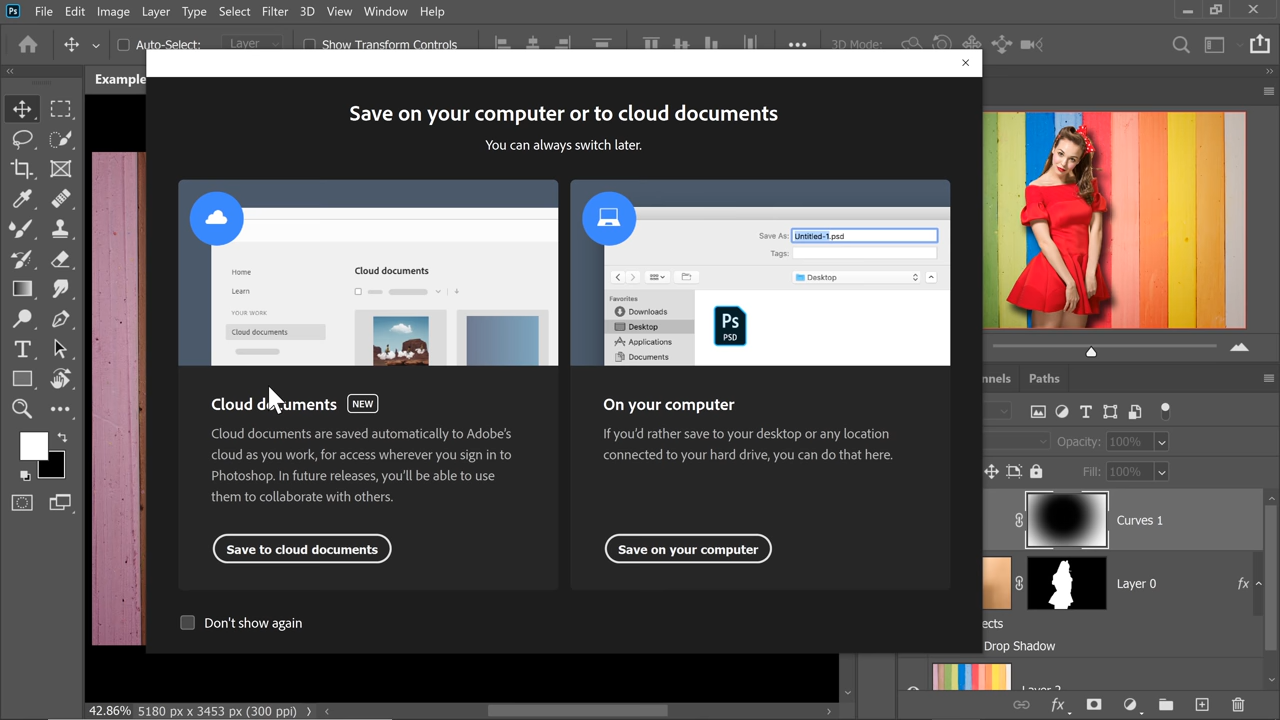 Ps File Edit Image Layer Type Select Filter 3D View Window Help
Auto-Select: Layer Show Transform Controls ••• 3D Mode:
Example
Save on your computer or to cloud documents
You can always switch later.
Home
Learn
YOUR WORK
Cloud documents
Cloud documents
Save As: Untitled-1.psd
Tags:
Desktop
Favorites
Downloads
Desktop
Applications
Documents
Ps
PSD
Cloud documents NEW
Cloud documents are saved automatically to Adobe's
cloud as you work, for access wherever you sign in to
Photoshop. In future releases, you'll be able to use
them to collaborate with others.
Save to cloud documents
On your computer
If you'd rather save to your desktop or any location
connected to your hard drive, you can do that here.
Save on your computer
Don't show again
nnels Paths
Opacity: 100%
Fill: 100%
Curves 1
Layer 0 fx
ects
Drop Shadow
42.86% 5180 px x 3453 px (300 ppi)
fx